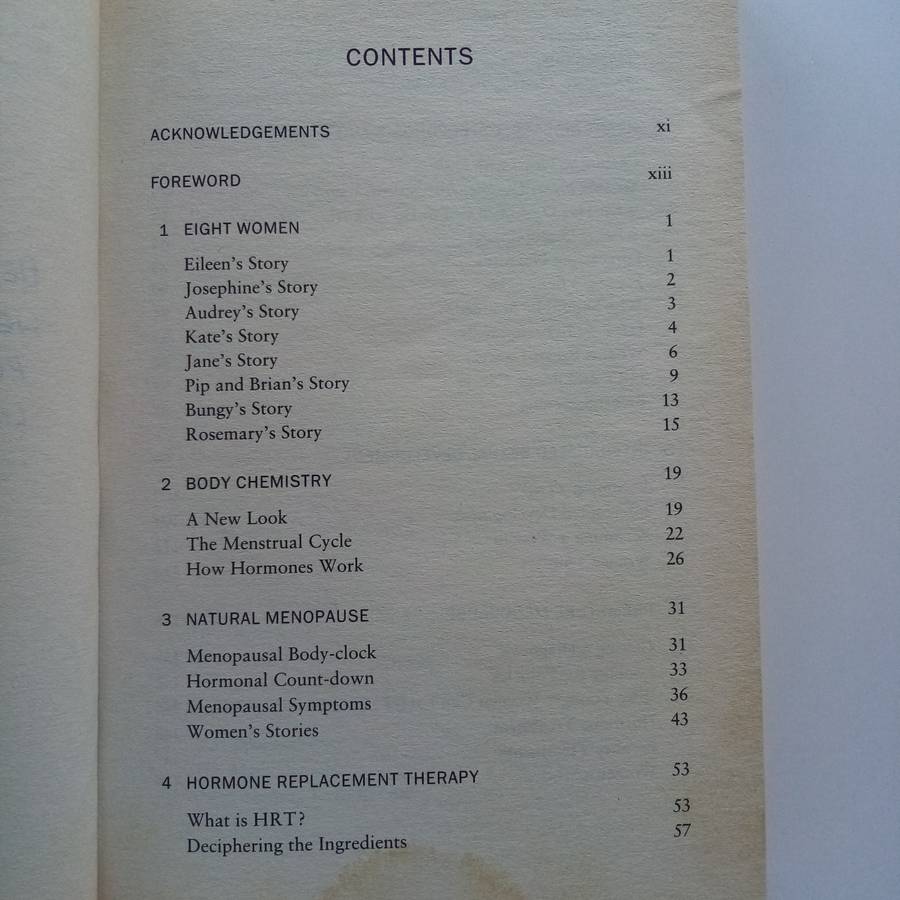 CONTENTS
ACKNOWLEDGEMENTS xi
FOREWORD xiii
1 EIGHT WOMEN 1
Eileen's Story 1
Josephine's Story 2
Audrey's Story 3
Kate's Story 4
Jane's Story 6
Pip and Brian's Story 9
Bungy's Story 13
Rosemary's Story 15
2 BODY CHEMISTRY 19
A New Look 19
The Menstrual Cycle 22
How Hormones Work 26
3 NATURAL MENOPAUSE 31
Menopausal Body-clock 31
Hormonal Count-down 33
Menopausal Symptoms 36
Women's Stories 43
4 HORMONE REPLACEMENT THERAPY 53
What is HRT? 53
Deciphering the Ingredients 57